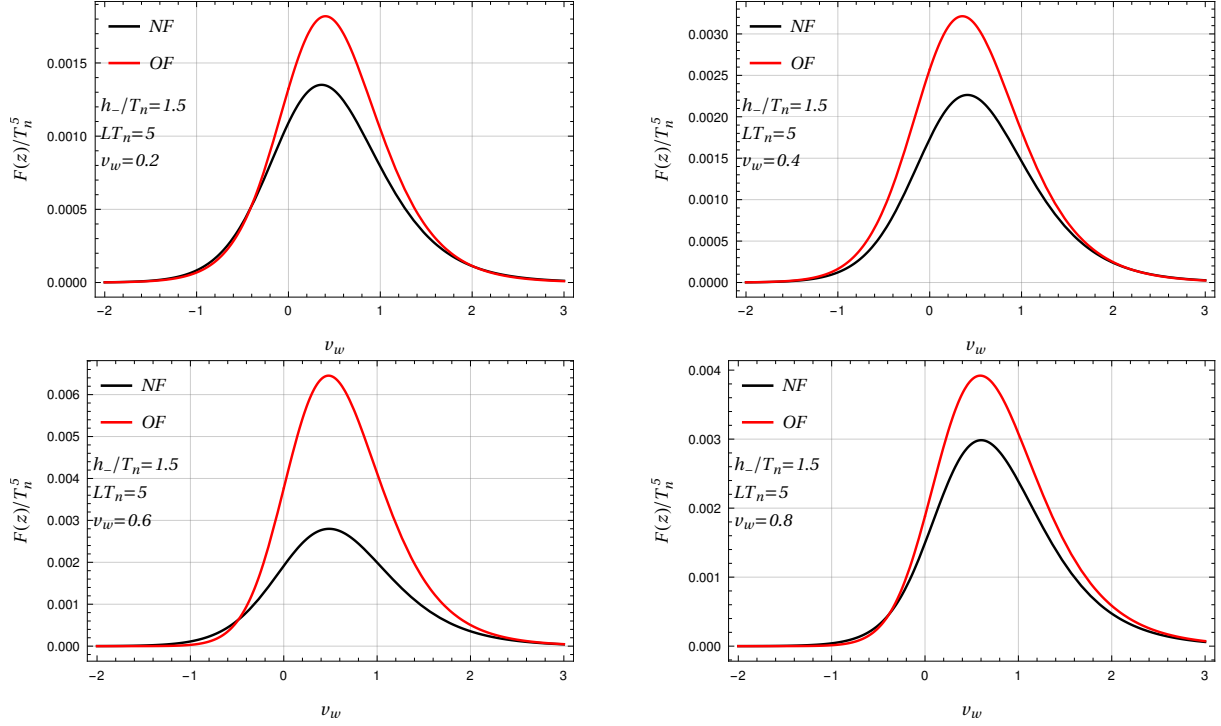 NF
OF
h_/T_n=1.5
LT_n=5
v_w=0.2
F(z)/T_n^5
0.0015
0.0010
0.0005
0.0000
−2 −1 0 1 2 3
v_w
NF
OF
h_/T_n=1.5
LT_n=5
v_w=0.4
F(z)/T_n^5
0.0030
0.0025
0.0020
0.0015
0.0010
0.0005
0.0000
−2 −1 0 1 2 3
v_w
NF
OF
h_/T_n=1.5
LT_n=5
v_w=0.6
F(z)/T_n^5
0.006
0.005
0.004
0.003
0.002
0.001
0.000
−2 −1 0 1 2 3
v_w
NF
OF
h_/T_n=1.5
LT_n=5
v_w=0.8
F(z)/T_n^5
0.004
0.003
0.002
0.001
0.000
−2 −1 0 1 2 3
v_w